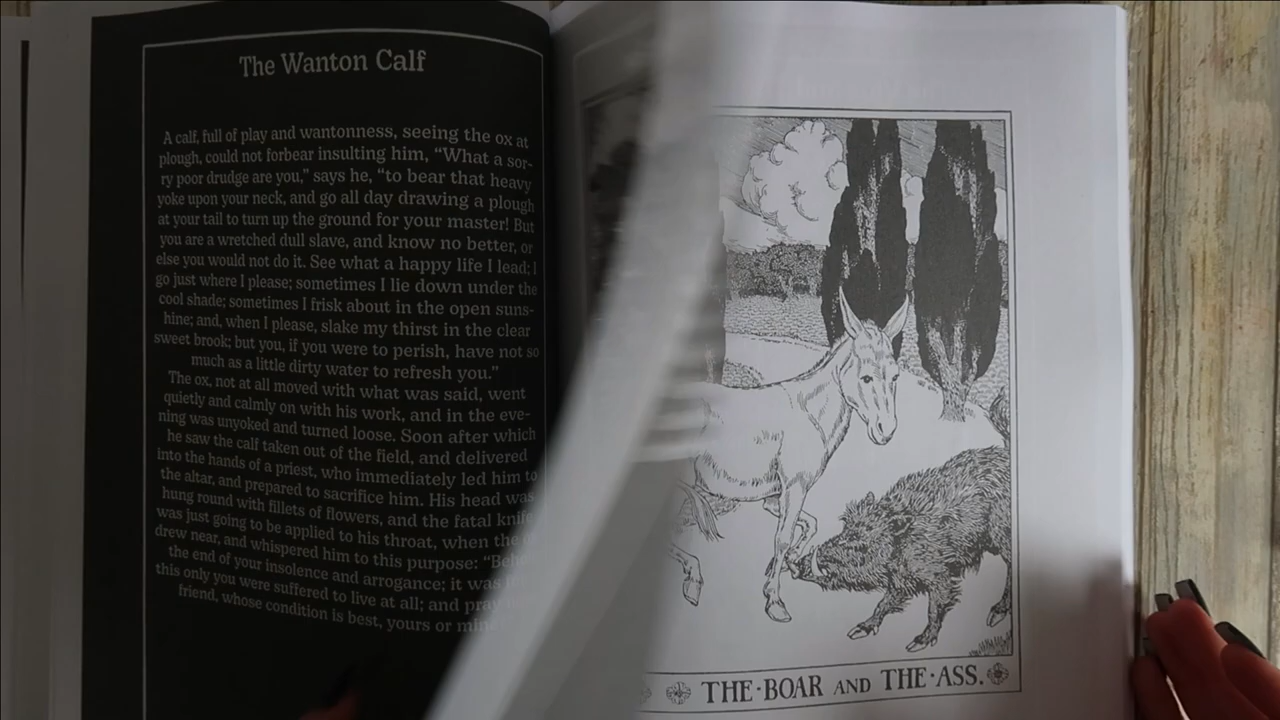 The Wanton Calf
A calf, full of play and wantonness, seeing the ox at
plough, could not forbear insulting him, “What a sor-
ry poor drudge are you,” says he, “to bear that heavy
yoke upon your neck, and go all day drawing a plough
at your tail to turn up the ground for your master! But
you are a wretched dull slave, and know no better, or
else you would not do it. See what a happy life I lead; I
go just where I please; sometimes I lie down under the
cool shade; sometimes I frisk about in the open suns-
hine; and, when I please, slake my thirst in the clear
sweet brook; but you, if you were to perish, have not so
much as a little dirty water to refresh you.”
The ox, not at all moved with what was said, went
quietly and calmly on with his work, and in the eve-
ning was unyoked and turned loose. Soon after which
he saw the calf taken out of the field, and delivered
into the hands of a priest, who immediately led him to
the altar, and prepared to sacrifice him. His head was
hung round with fillets of flowers, and the fatal knife
was just going to be applied to his throat, when the
drew near, and whispered him to this purpose:
the end of your insolence and arrogance; it was
this only you were suffered to live at all; and pray
friend, whose condition is best, yours or
THE·BOAR AND THE·ASS.